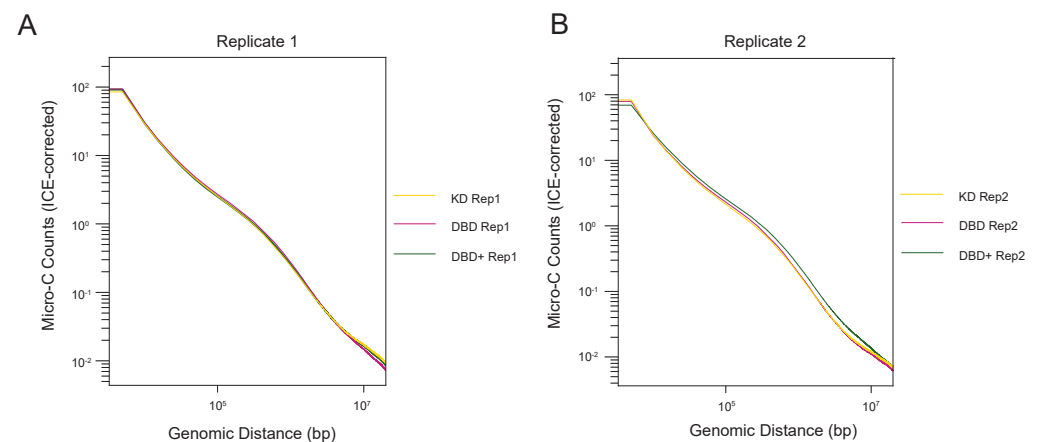 A
Replicate 1
Micro-C Counts (ICE-corrected)
10²
10¹
10⁰
10⁻¹
10⁻²
10⁵
10⁷
Genomic Distance (bp)
KD Rep1
DBD Rep1
DBD+ Rep1
B
Replicate 2
Micro-C Counts (ICE-corrected)
10²
10¹
10⁰
10⁻¹
10⁻²
10⁵
10⁷
Genomic Distance (bp)
KD Rep2
DBD Rep2
DBD+ Rep2